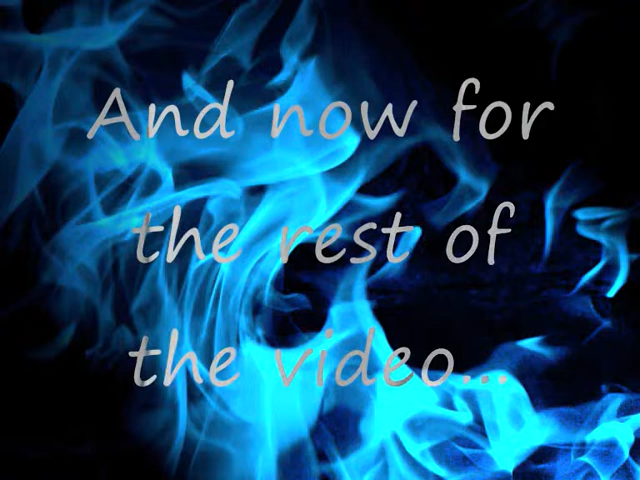 And now for
the rest of
the video...